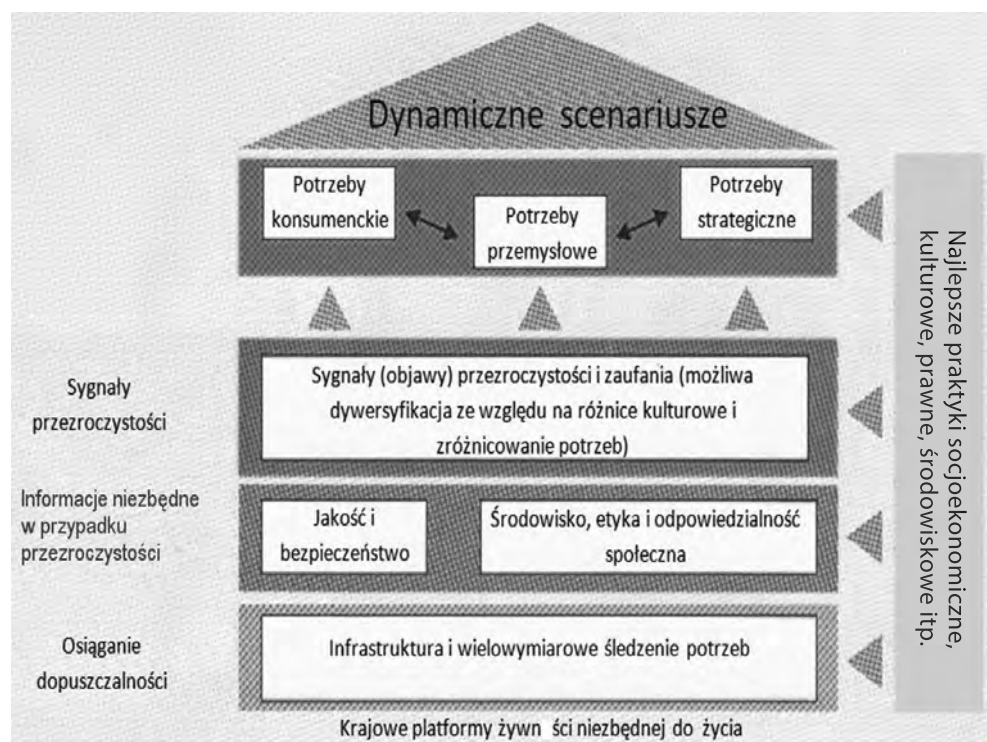 Dynamiczne scenariusze
Potrzeby
konsumenckie
Potrzeby
przemysłowe
Potrzeby
strategiczne
Sygnały
przezroczystości
Sygnały (objawy) przezroczystości i zaufania (możliwa
dywersyfikacja ze względu na różnice kulturowe i
zróżnicowanie potrzeb)
Informacje niezbędne
w przypadku
przezroczystości
Jakość i
bezpieczeństwo
Środowisko, etyka i odpowiedzialność
społeczna
Osiąganie
dopuszczalności
Infrastruktura i wielowymiarowe śledzenie potrzeb
Krajowe platformy żywn ści niezbędnej do życia
Najlepsze praktyki socjoekonomiczne,
kulturowe, prawne, środowiskowe itp.